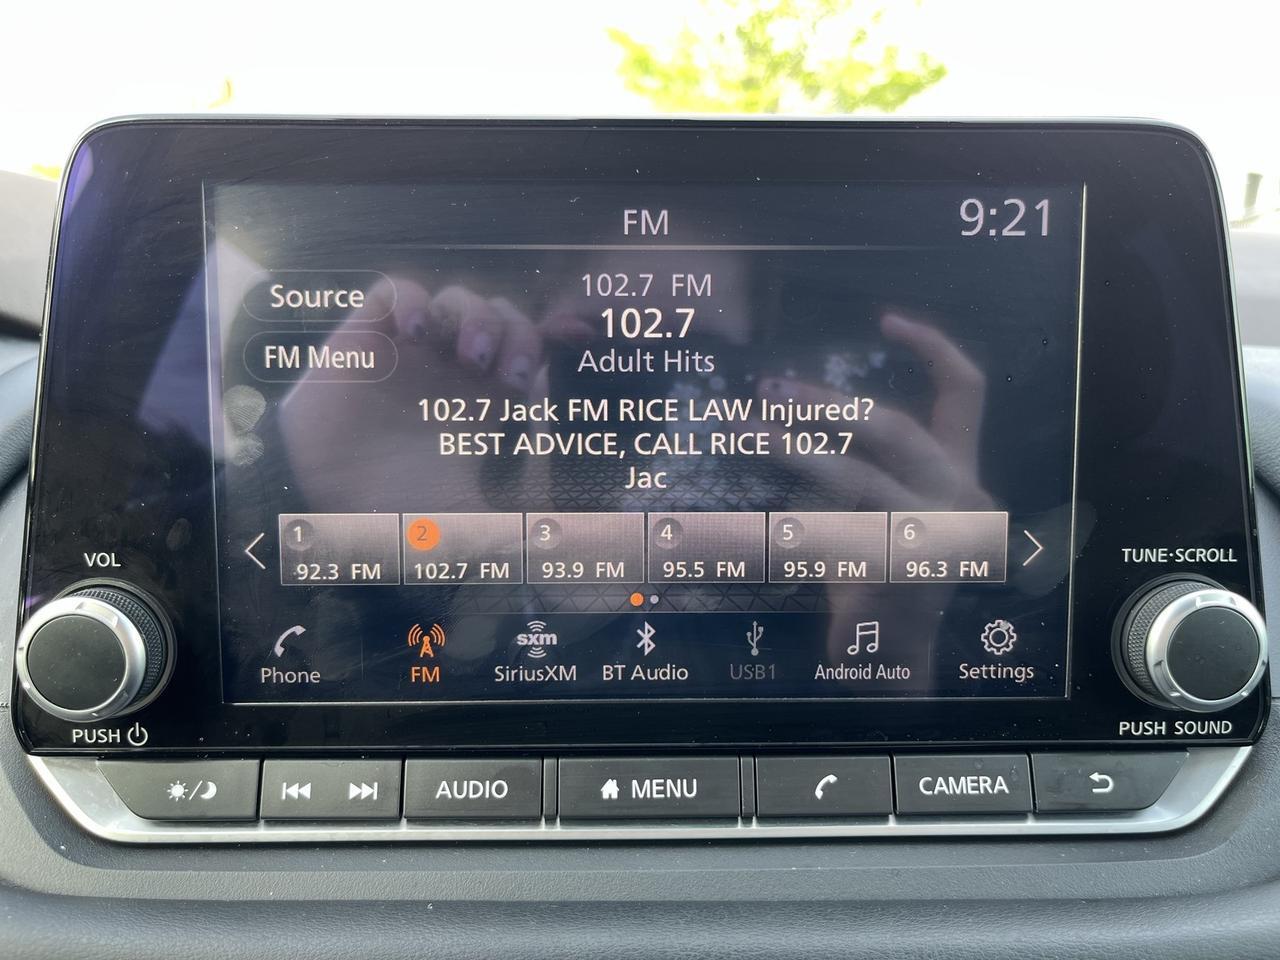 FM
9:21
Source
102.7 FM
102.7
FM Menu
Adult Hits
102.7 Jack FM RICE LAW Injured?
BEST ADVICE, CALL RICE 102.7
Jac
1 2 3 4 5 6
92.3 FM 102.7 FM 93.9 FM 95.5 FM 95.9 FM 96.3 FM
VOL
TUNE·SCROLL
sxm
Phone FM SiriusXM BT Audio USB1 Android Auto Settings
PUSH
PUSH SOUND
AUDIO MENU CAMERA